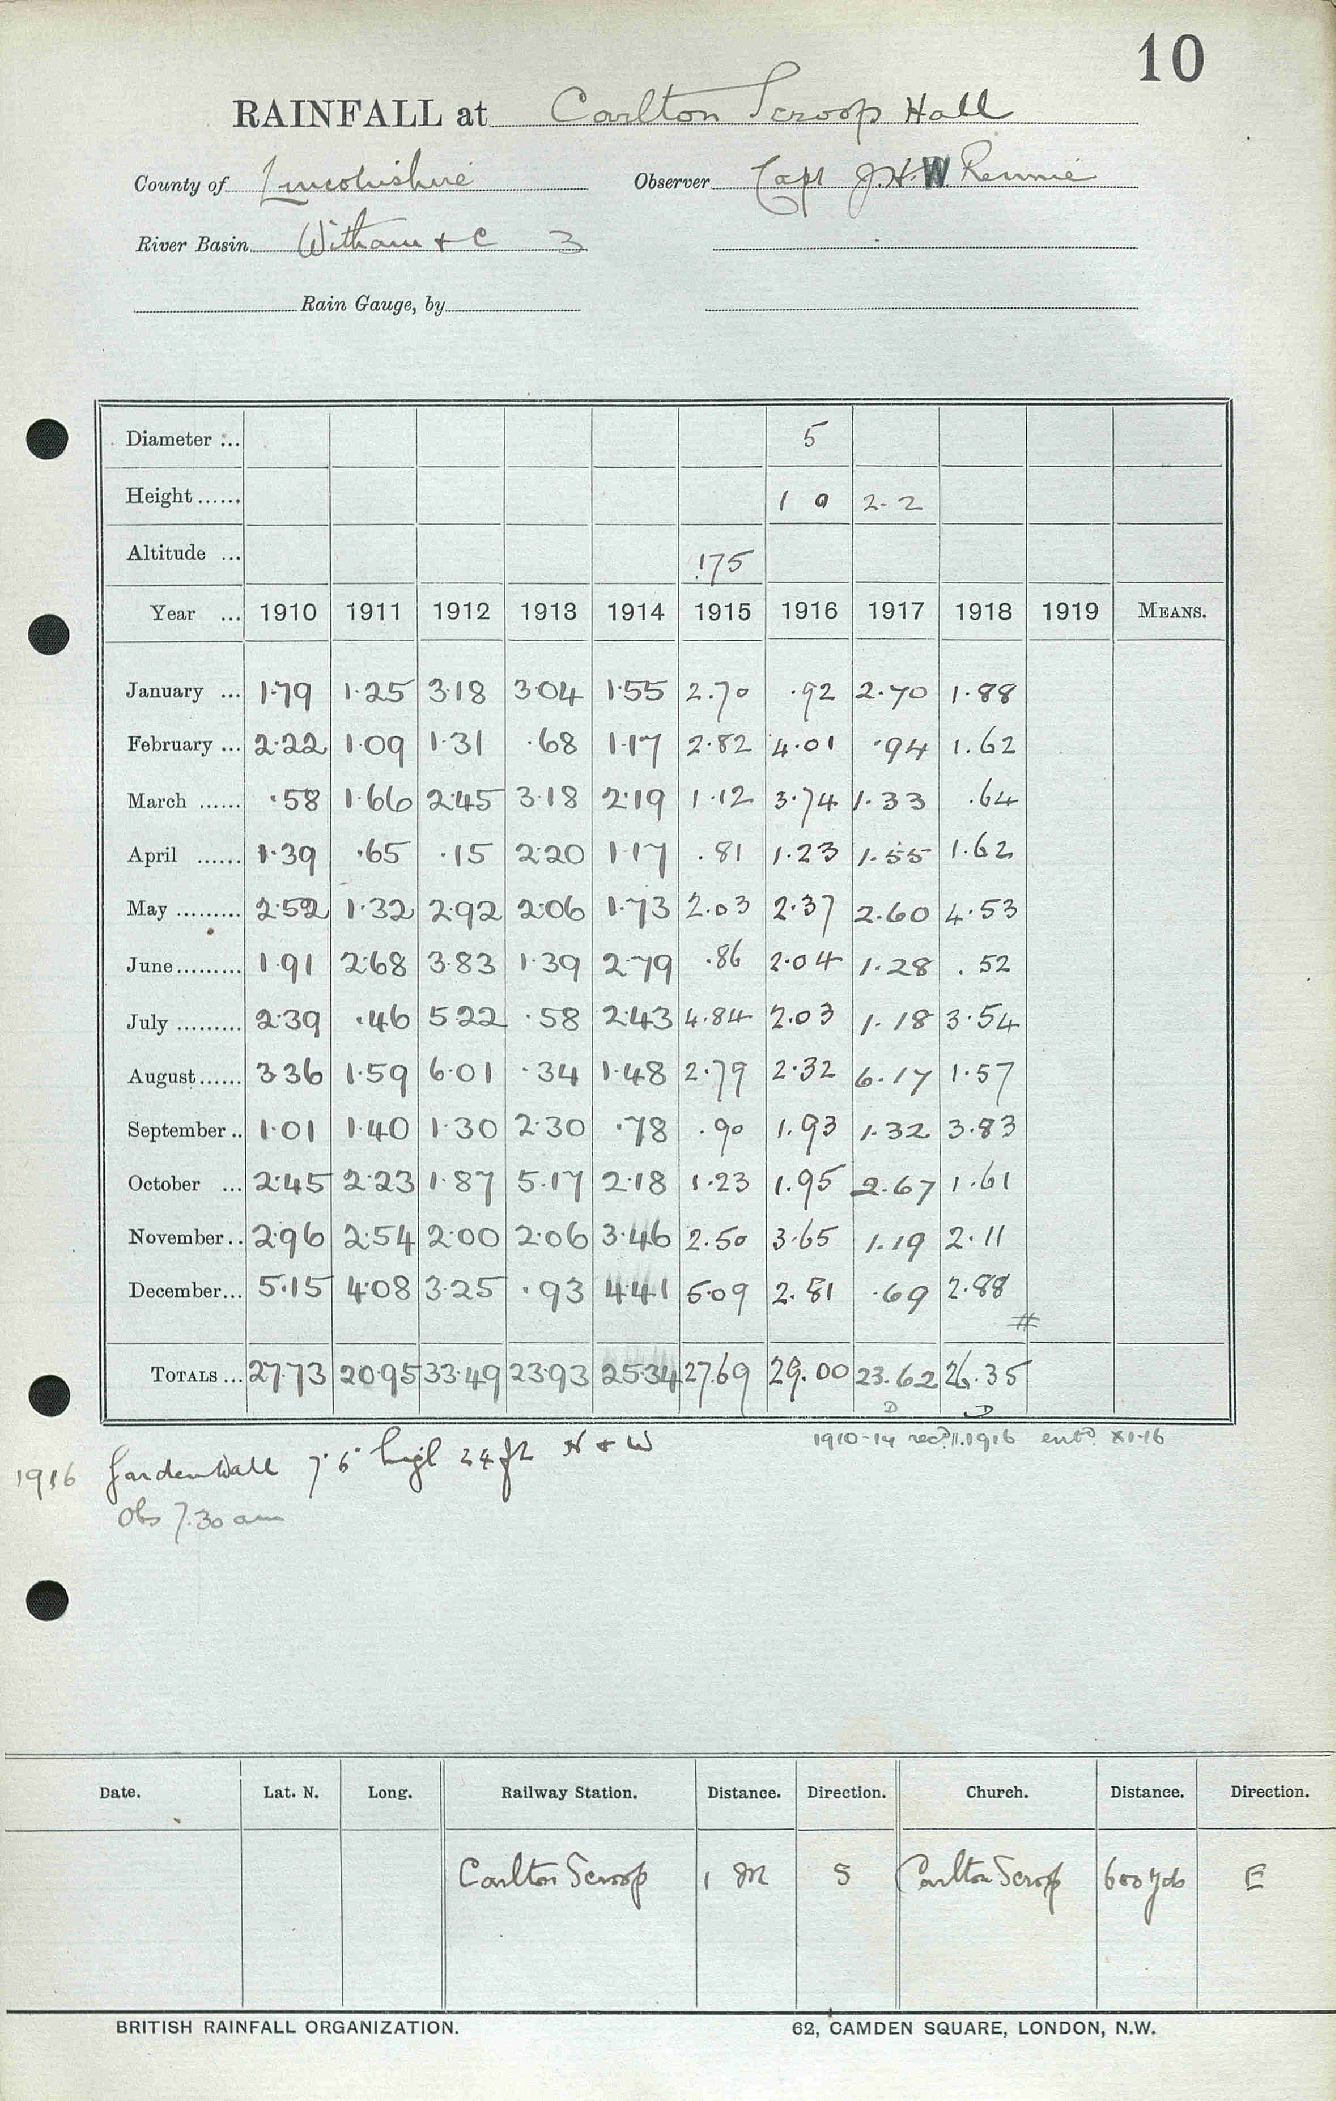 10
RAINFALL at Carlton Scroop Hall
County of Lincolnshire Observer Capt J.H.W. Rennie
River Basin Witham & C 3
Rain Gauge, by
Diameter ... 5
Height ...... 1 0 2-2
Altitude ... !175
Year ... 1910 1911 1912 1913 1914 1915 1916 1917 1918 1919 MEANS.
January ... 1.79 1.25 3.18 3.04 1.55 2.70 .92 2.70 1.88
February ... 2.22 1.09 1.31 .68 1.17 2.82 4.01 .94 1.62
March ...... .58 1.66 2.45 3.18 2.19 1.12 3.74 1.33 .64
April ...... 1.39 .65 .15 2.20 1.17 .81 1.23 1.55 1.62
May ......... 2.52 1.32 2.92 2.06 1.73 2.03 2.37 2.60 4.53
June ......... 1.91 2.68 3.83 1.39 2.79 .86 2.04 1.28 .52
July ......... 2.39 .46 5.22 .58 2.43 4.84 2.03 1.18 3.54
August ...... 3.36 1.59 6.01 .34 1.48 2.79 2.32 6.17 1.57
September .. 1.01 1.40 1.30 2.30 .78 .90 1.93 1.32 3.83
October ... 2.45 2.23 1.87 5.17 2.18 1.23 1.95 2.67 1.61
November .. 2.96 2.54 2.00 2.06 3.46 2.50 3.65 1.19 2.11
December ... 5.15 4.08 3.25 .93 4.41 5.09 2.81 .69 2.88
#
TOTALS ... 27.73 20.95 33.49 23.93 25.34 27.69 29.00 23.62 26.35
D D
1910-14 recd. 11.1916 entd. XI-16
1916 Garden Wall 7'6" high 24 ft N & W
Obs 7.30 am
Date. Lat. N. Long. Railway Station. Distance. Direction. Church. Distance. Direction.
Carlton Scroop 1 M S Carlton Scroop 600 yds E
BRITISH RAINFALL ORGANIZATION. 62, CAMDEN SQUARE, LONDON, N.W.